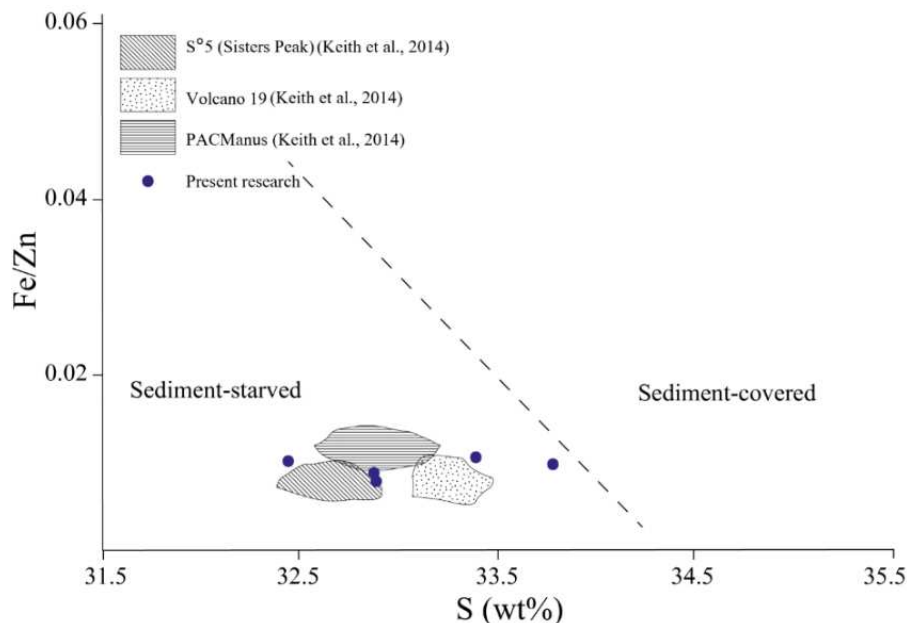 0.06
S°5 (Sisters Peak) (Keith et al., 2014)
Volcano 19 (Keith et al., 2014)
PACManus (Keith et al., 2014)
Present research
0.04
Fe/Zn
0.02
Sediment-starved
Sediment-covered
31.5 32.5 33.5 34.5 35.5
S (wt%)